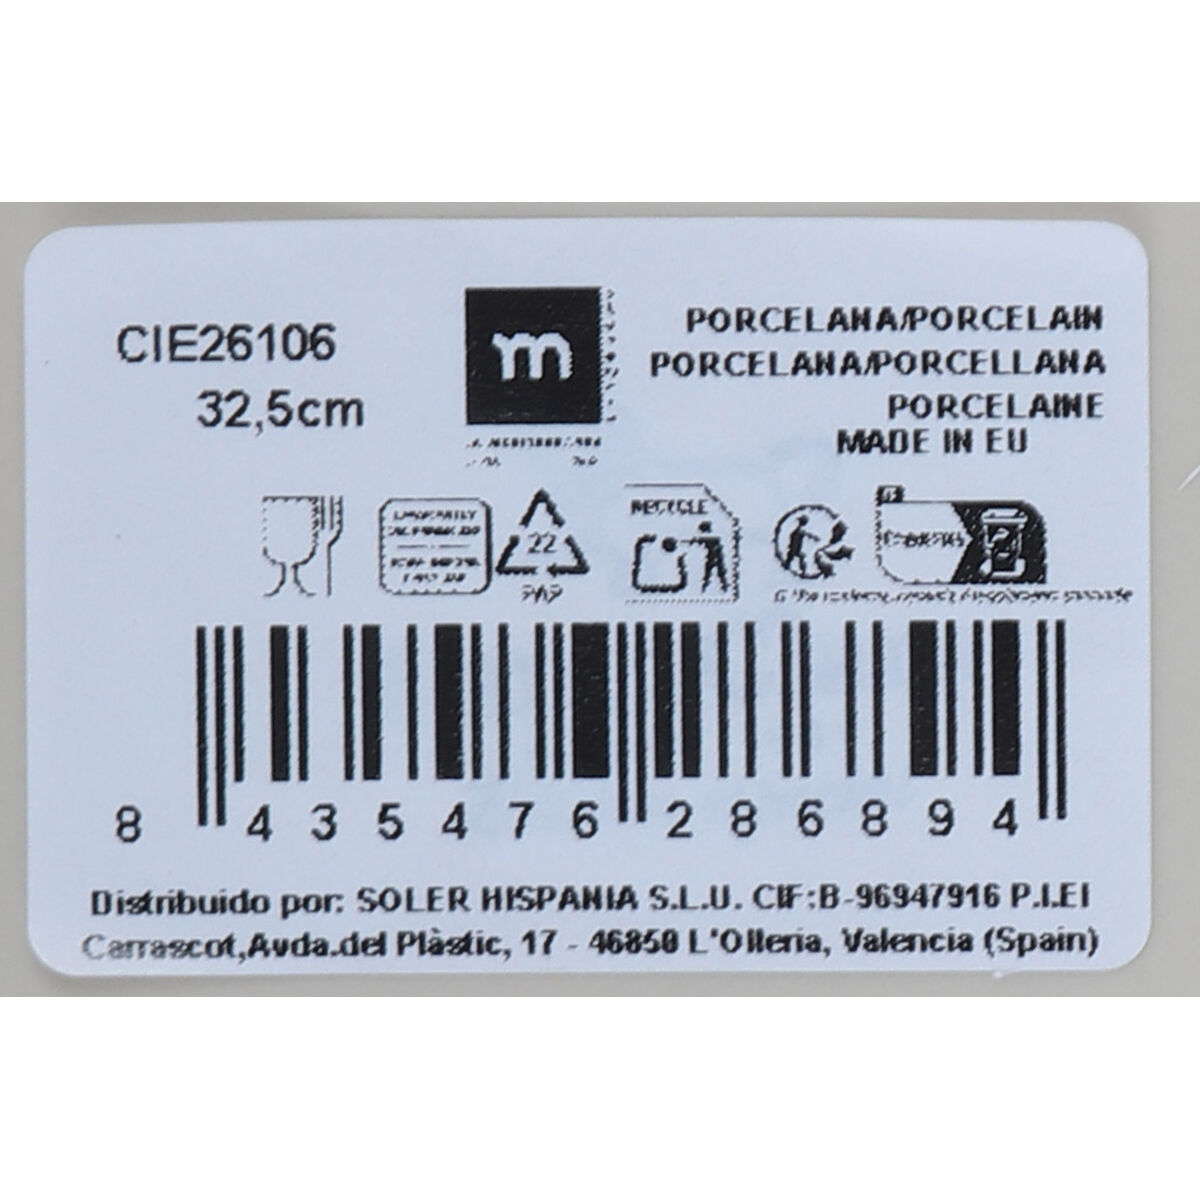 CIE26106
32,5cm
m
PORCELANA/PORCELAIN
PORCELANA/PORCELLANA
PORCELAINE
MADE IN EU
22
PAP
RECYCLE
8 435476 286894
Distribuido por: SOLER HISPANIA S.L.U. CIF:B-96947916 P.I.EI
Carrascot,Avda.del Plàstic, 17 - 46850 L'Olleria, Valencia (Spain)